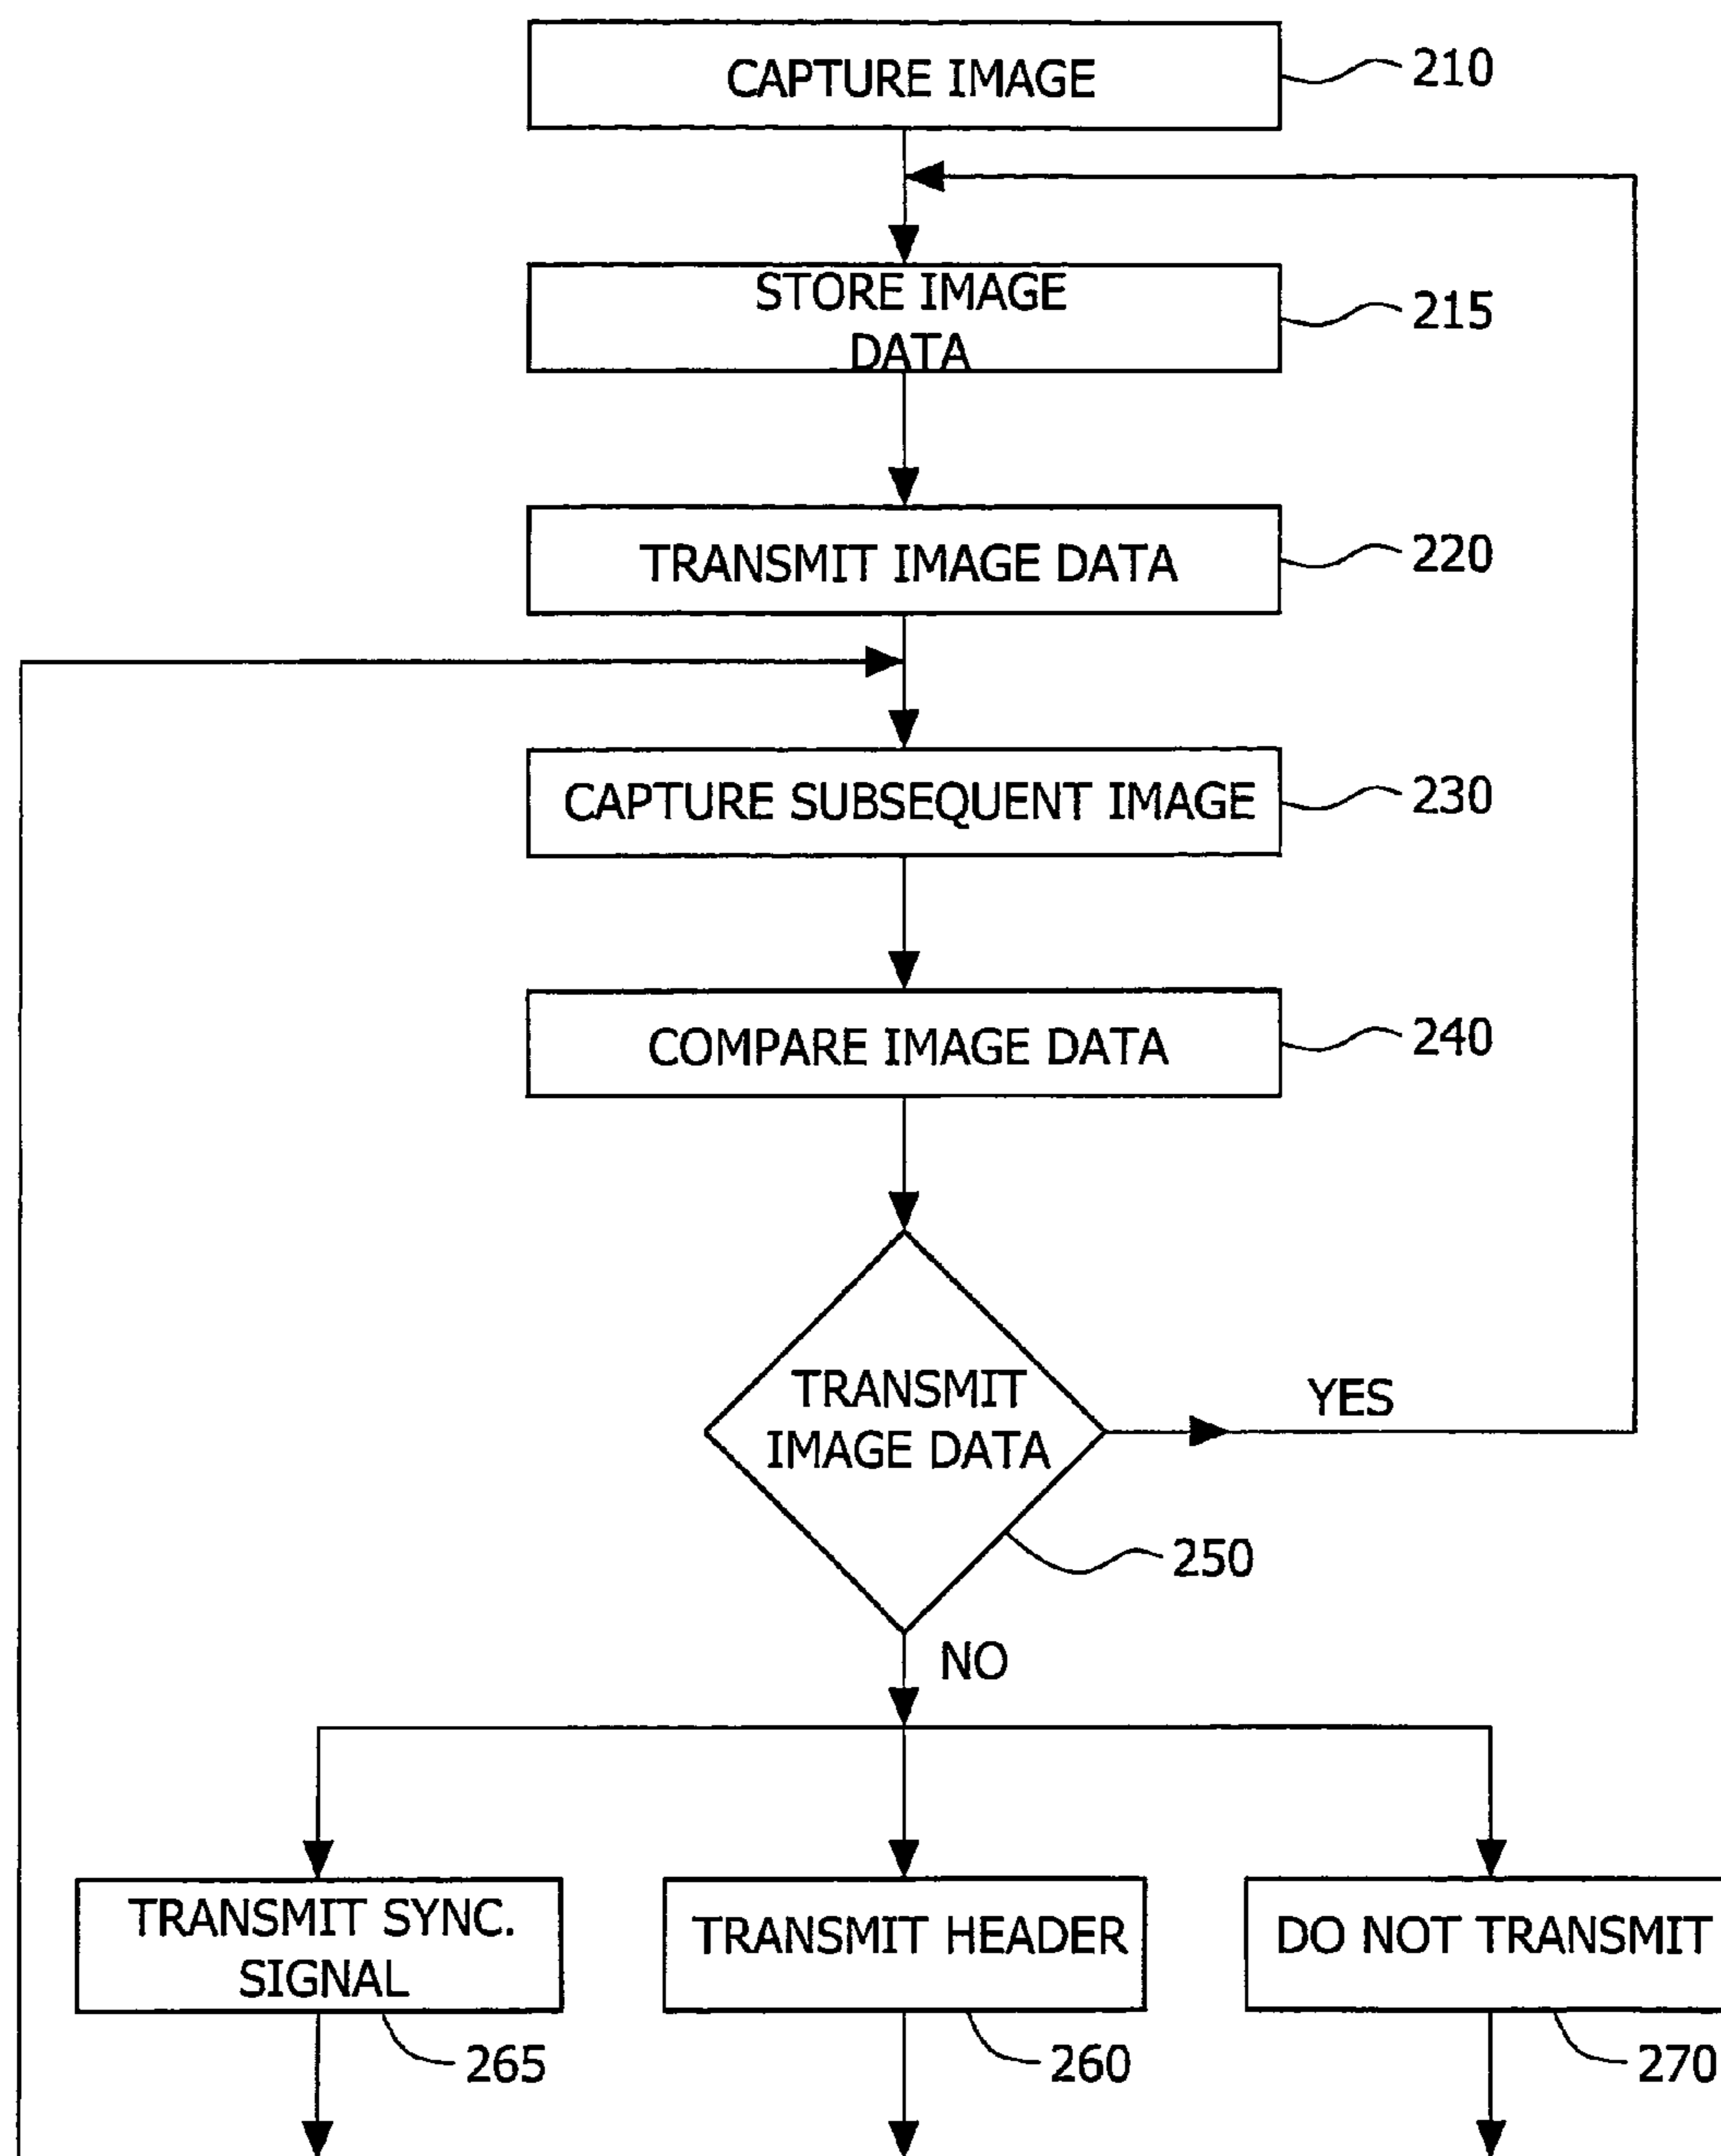 CAPTURE IMAGE
210
STORE IMAGE
DATA
215
TRANSMIT IMAGE DATA
220
CAPTURE SUBSEQUENT IMAGE
230
COMPARE IMAGE DATA
240
TRANSMIT
IMAGE DATA
YES
250
NO
TRANSMIT SYNC.
SIGNAL
TRANSMIT HEADER
DO NOT TRANSMIT
265
260
270